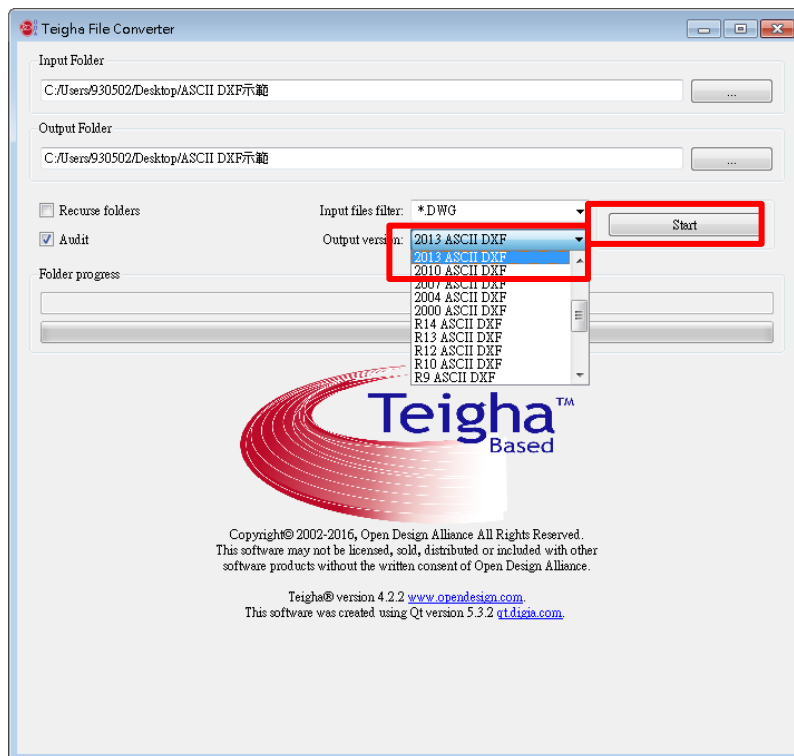 Teigha File Converter
Input Folder
C:/Users/930502/Desktop/ASCII DXF示範
...
Output Folder
C:/Users/930502/Desktop/ASCII DXF示範
...
Recurse folders
Input files filter: *.DWG
Start
Audit
Output version: 2013 ASCII DXF
2013 ASCII DXF
2010 ASCII DXF
Folder progress
2007 ASCII DXF
2004 ASCII DXF
2000 ASCII DXF
R14 ASCII DXF
R13 ASCII DXF
R12 ASCII DXF
R10 ASCII DXF
R9 ASCII DXF
Teigha™
Based
Copyright© 2002-2016, Open Design Alliance All Rights Reserved.
This software may not be licensed, sold, distributed or included with other
software products without the written consent of Open Design Alliance.
Teigha® version 4.2.2 www.opendesign.com.
This software was created using Qt version 5.3.2 qt.digia.com.